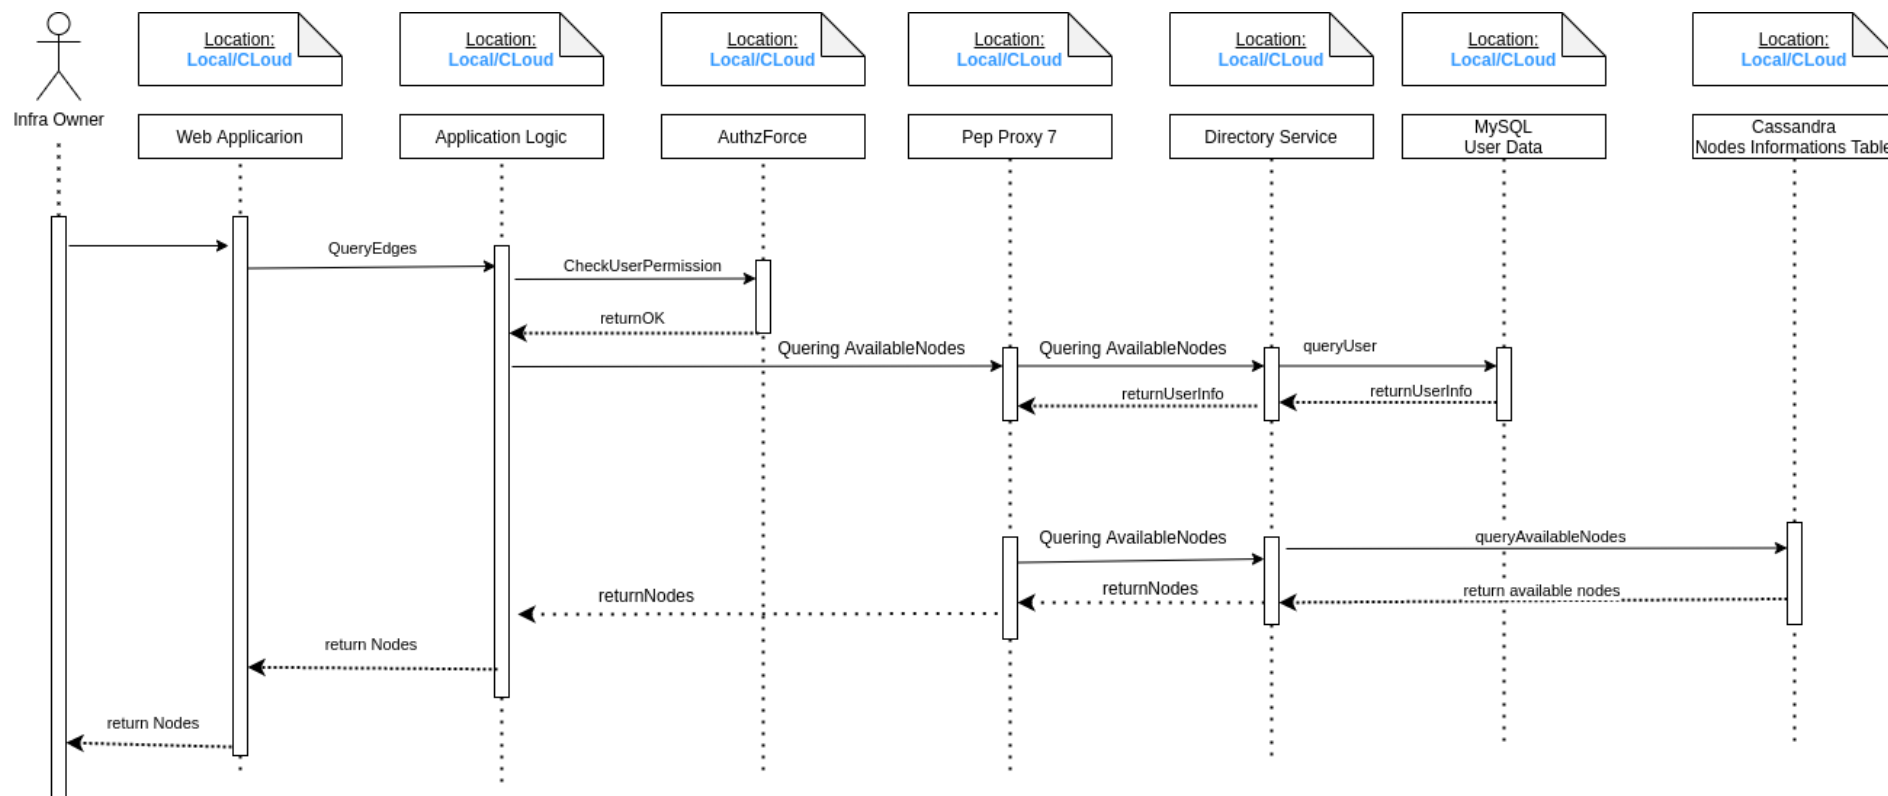 Location:
Local/CLoud
Location:
Local/CLoud
Location:
Local/CLoud
Location:
Local/CLoud
Location:
Local/CLoud
Location:
Local/CLoud
Location:
Local/CLoud
Infra Owner
Web Applicarion
Application Logic
AuthzForce
Pep Proxy 7
Directory Service
MySQL
User Data
Cassandra
Nodes Informations Table
QueryEdges
CheckUserPermission
returnOK
Quering AvailableNodes
Quering AvailableNodes
queryUser
returnUserInfo
returnUserInfo
Quering AvailableNodes
queryAvailableNodes
returnNodes
returnNodes
return available nodes
return Nodes
return Nodes